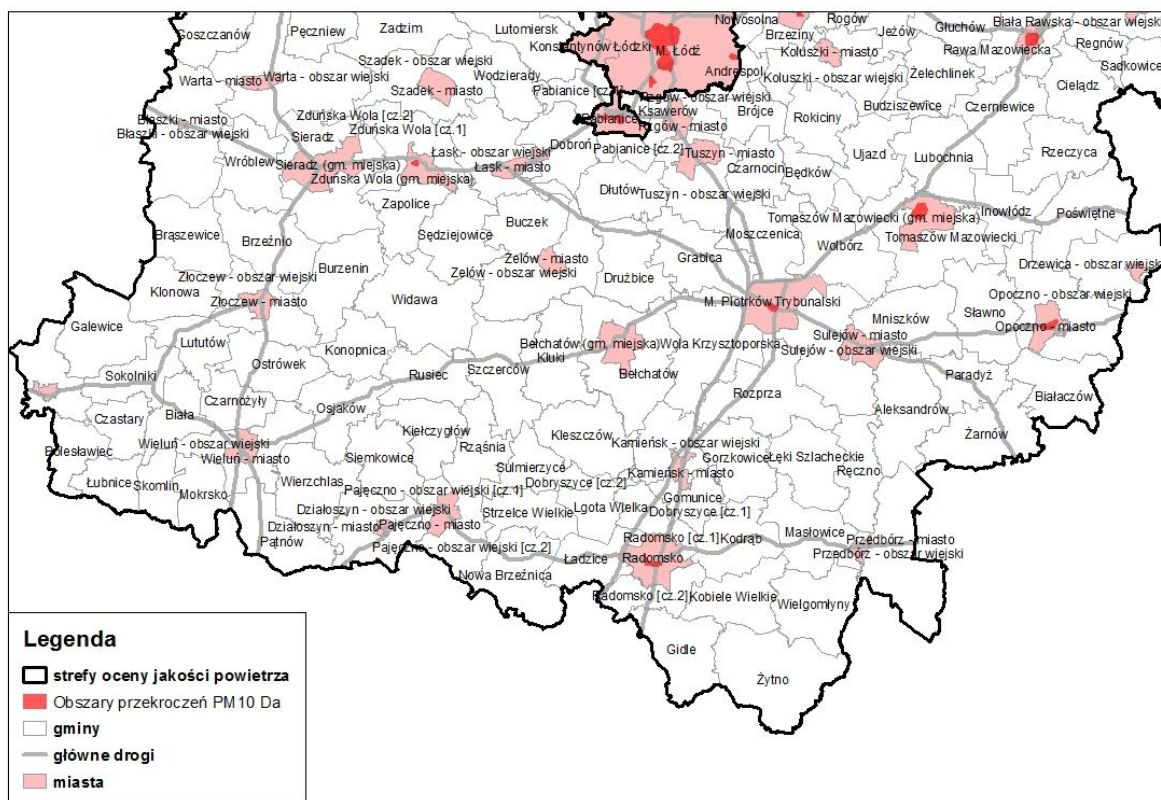 Goszczanów
Pęczniew
Zadzim
Lutomiersk
Nowosolna
Rogów
Głuchów
Biała Rawska - obszar wiejski
Konstantynów Łódzki
M. Łódź
Brzeziny
Koluszki - miasto
Jeżów
Rawa Mazowiecka
Regnów
Sadkowice
Szadek - obszar wiejski
Warta - miasto
Warta - obszar wiejski
Wodzierady
Andrespol
Koluszki - obszar wiejski
Żelechlinek
Szadek - miasto
Cielądz
Rzgów - obszar wiejski
Budziszewice
Czerniewice
Błaszki - miasto
Zduńska Wola [cz.2]
Pabianice
Ksawerów
Brójce
Rokiciny
Błaszki - obszar wiejski
Sieradz
Zduńska Wola [cz.1]
Rzgów - miasto
Dobroń
Pabianice [cz.2]
Wróblew
Sieradz (gm. miejska)
Łask - obszar wiejski
Tuszyn - miasto
Ujazd
Lubochnia
Rzeczyca
Łask - miasto
Czarnocin
Będków
Zduńska Wola (gm. miejska)
Dłutów
Tuszyn - obszar wiejski
Zapolice
Buczek
Tomaszów Mazowiecki (gm. miejska)
Inowłódz
Poświętne
Brąszewice
Brzeźnio
Sędziejowice
Moszczenica
Wolbórz
Tomaszów Mazowiecki
Zelów - miasto
Grabica
Drzewica - obszar wiejski
Złoczew - obszar wiejski
Burzenin
Zelów - obszar wiejski
Drużbice
Klonowa
Złoczew - miasto
Widawa
M. Piotrków Trybunalski
Opoczno - obszar wiejski
Sławno
Galewice
Mniszków
Opoczno - miasto
Lututów
Bełchatów (gm. miejska)
Wola Krzysztoporska
Sulejów - miasto
Sulejów - obszar wiejski
Konopnica
Kluki
Ostrówek
Szczerców
Bełchatów
Sokolniki
Rusiec
Paradyż
Czarnożyły
Rozprza
Białaczów
Czastary
Biała
Osjaków
Aleksandrów
Żarnów
Kiełczygłów
Kleszczów
Kamieńsk - obszar wiejski
Bolesławiec
Wieluń - obszar wiejski
Rząśnia
Wieluń - miasto
Siemkowice
Gorzkowice
Łęki Szlacheckie
Sulmierzyce
Kamieńsk - miasto
Ręczno
Łubnice
Skomlin
Mokrsko
Wierzchlas
Dobryszyce [cz.2]
Pajęczno - obszar wiejski [cz.1]
Gomunice
Działoszyn - obszar wiejski
Strzelce Wielkie
Lgota Wielka
Dobryszyce [cz.1]
Działoszyn - miasto
Pajęczno - miasto
Masłowice
Pątnów
Radomsko [cz.1]
Kodrąb
Przedbórz - miasto
Pajęczno - obszar wiejski [cz.2]
Ładzice
Radomsko
Przedbórz - obszar wiejski
Nowa Brzeźnica
Radomsko [cz.2]
Kobiele Wielkie
Wielgomłyny
Gidle
Żytno
Legenda
strefy oceny jakości powietrza
Obszary przekroczeń PM10 Da
gminy
główne drogi
miasta